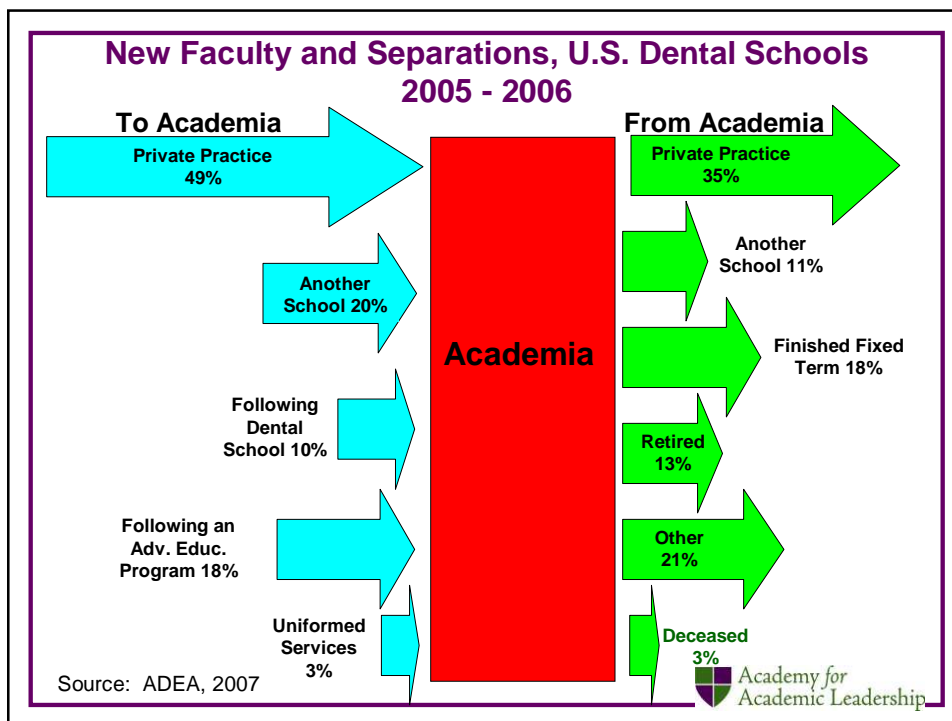 New Faculty and Separations, U.S. Dental Schools
2005 - 2006
To Academia
Private Practice
49%
Another
School 20%
Following
Dental
School 10%
Following an
Adv. Educ.
Program 18%
Uniformed
Services
3%
Academia
From Academia
Private Practice
35%
Another
School 11%
Finished Fixed
Term 18%
Retired
13%
Other
21%
Deceased
3%
Source: ADEA, 2007
Academy for
Academic Leadership